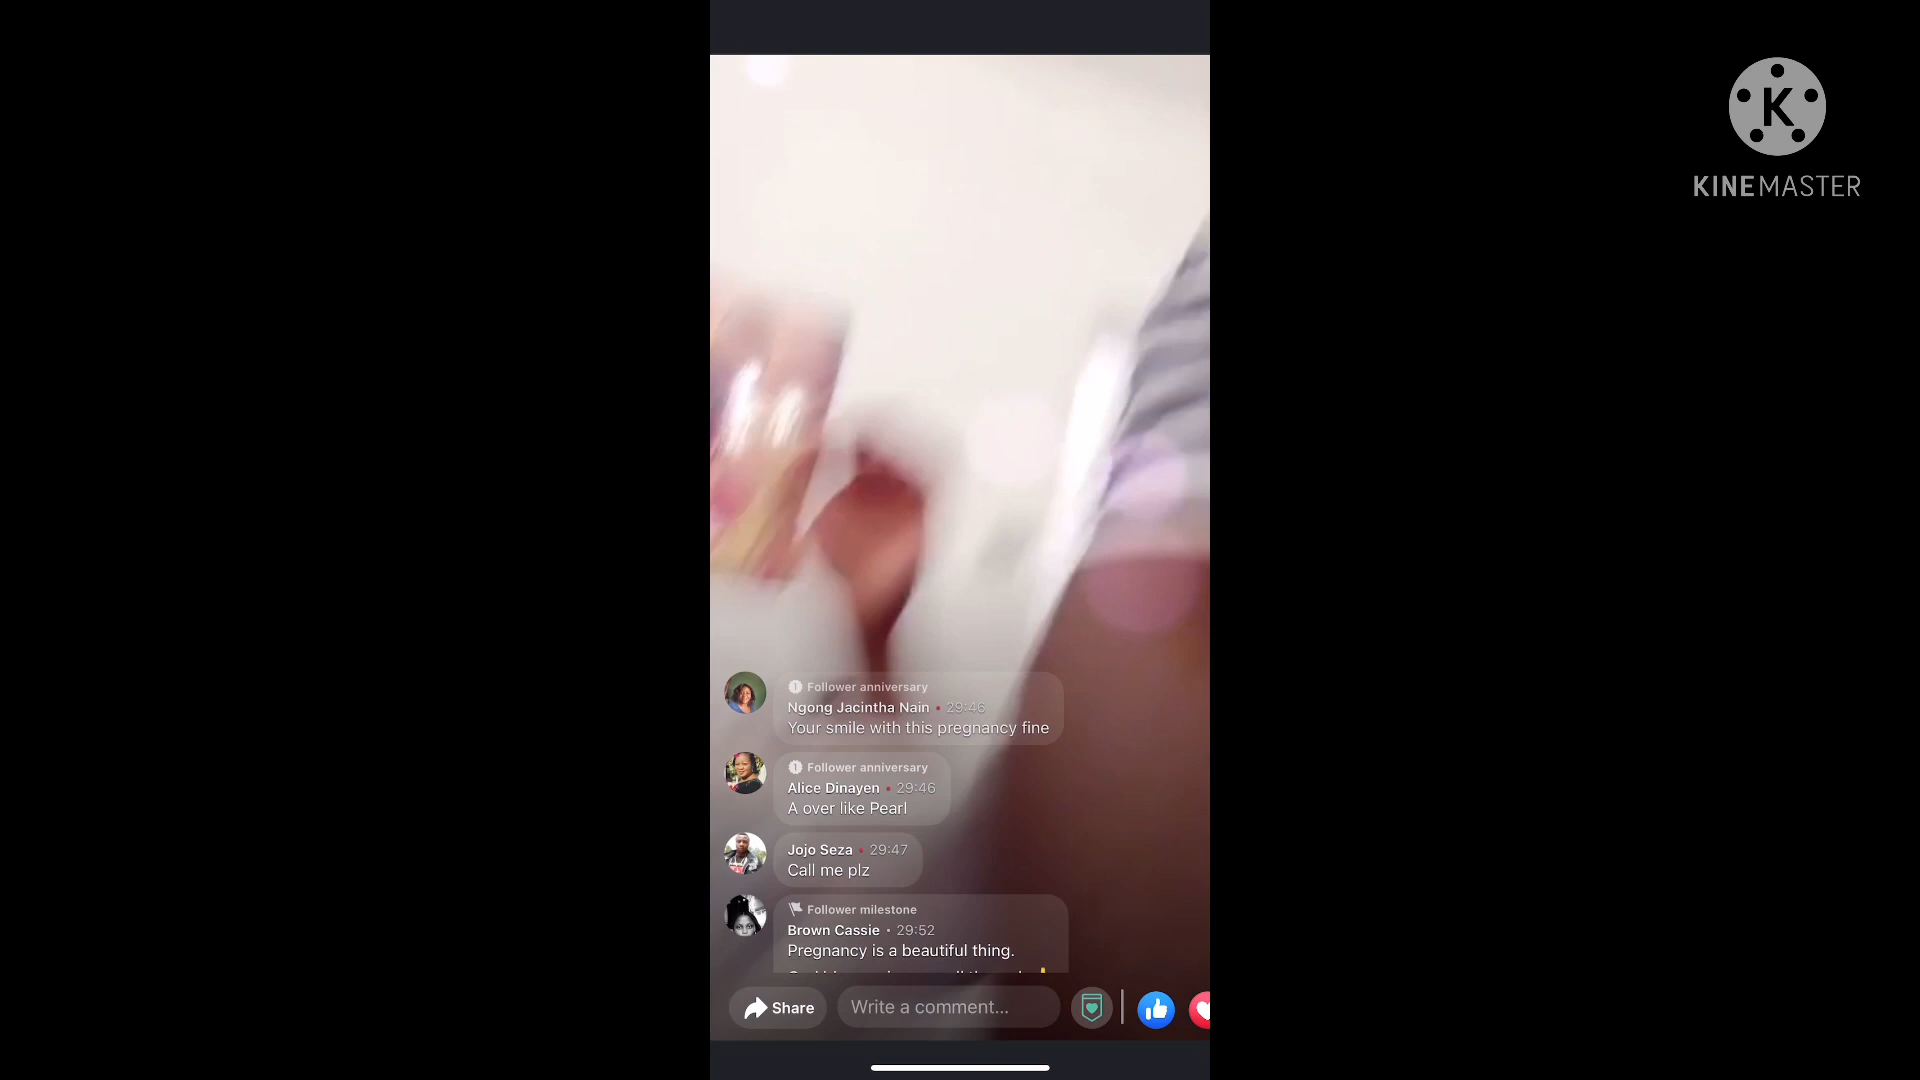 K
KINEMASTER
Follower anniversary
Ngong Jacintha Nain • 29:46
Your smile with this pregnancy fine
Follower anniversary
Alice Dinayen • 29:46
A over like Pearl
Jojo Seza • 29:47
Call me plz
Follower milestone
Brown Cassie • 29:52
Pregnancy is a beautiful thing.
Share
Write a comment...